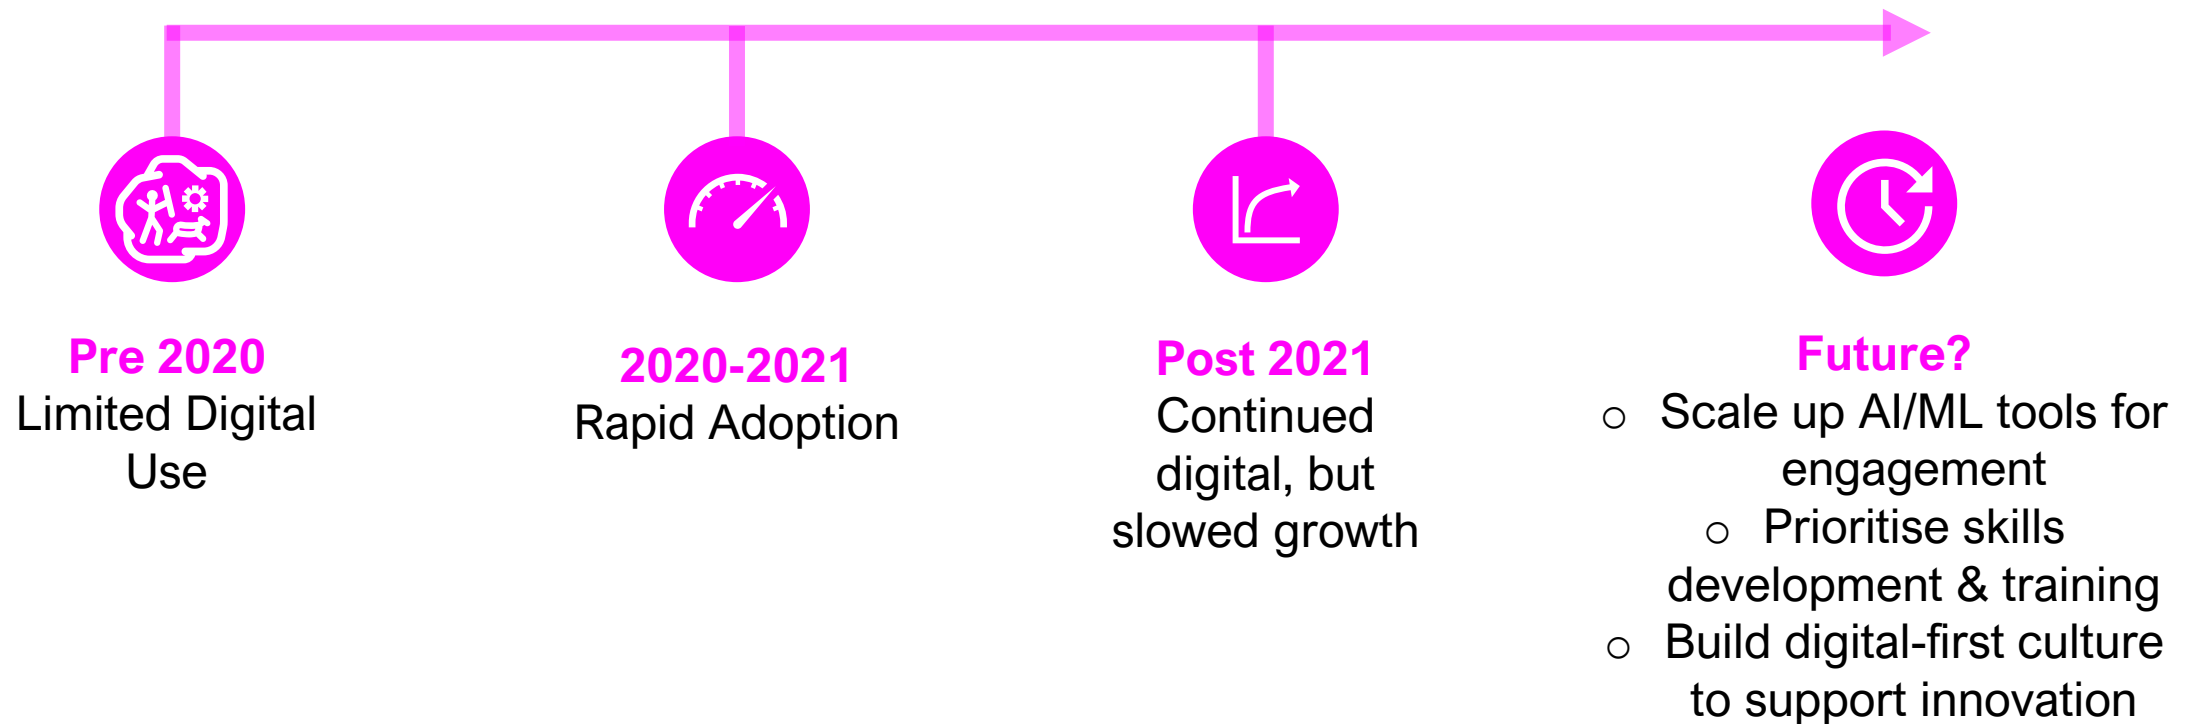 Pre 2020
Limited Digital
Use
2020-2021
Rapid Adoption
Post 2021
Continued
digital, but
slowed growth
Future?
○ Scale up AI/ML tools for
engagement
○ Prioritise skills
development & training
○ Build digital-first culture
to support innovation